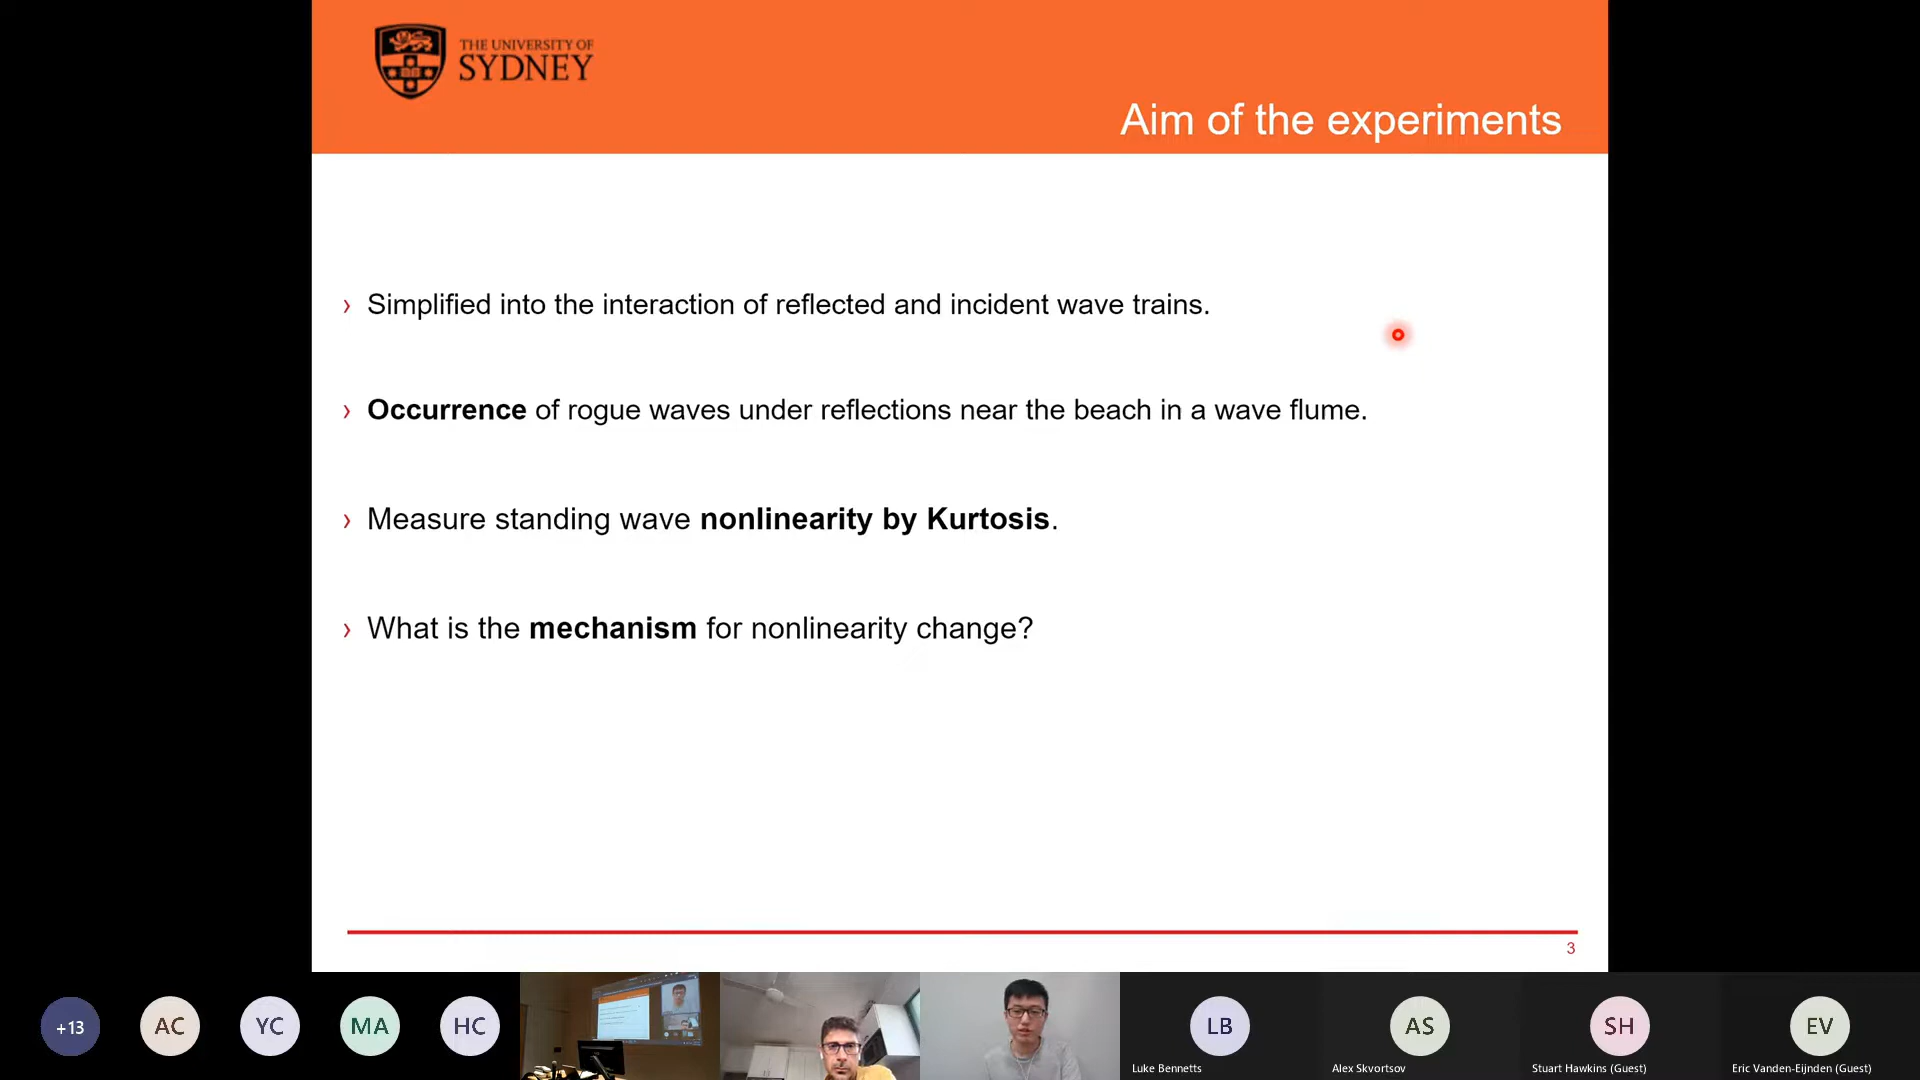 THE UNIVERSITY OF
SYDNEY
Aim of the experiments
› Simplified into the interaction of reflected and incident wave trains.
› Occurrence of rogue waves under reflections near the beach in a wave flume.
› Measure standing wave nonlinearity by Kurtosis.
› What is the mechanism for nonlinearity change?
3
+13
AC
YC
MA
HC
LB
AS
SH
EV
Luke Bennetts
Alex Skvortsov
Stuart Hawkins (Guest)
Eric Vanden-Eijnden (Guest)